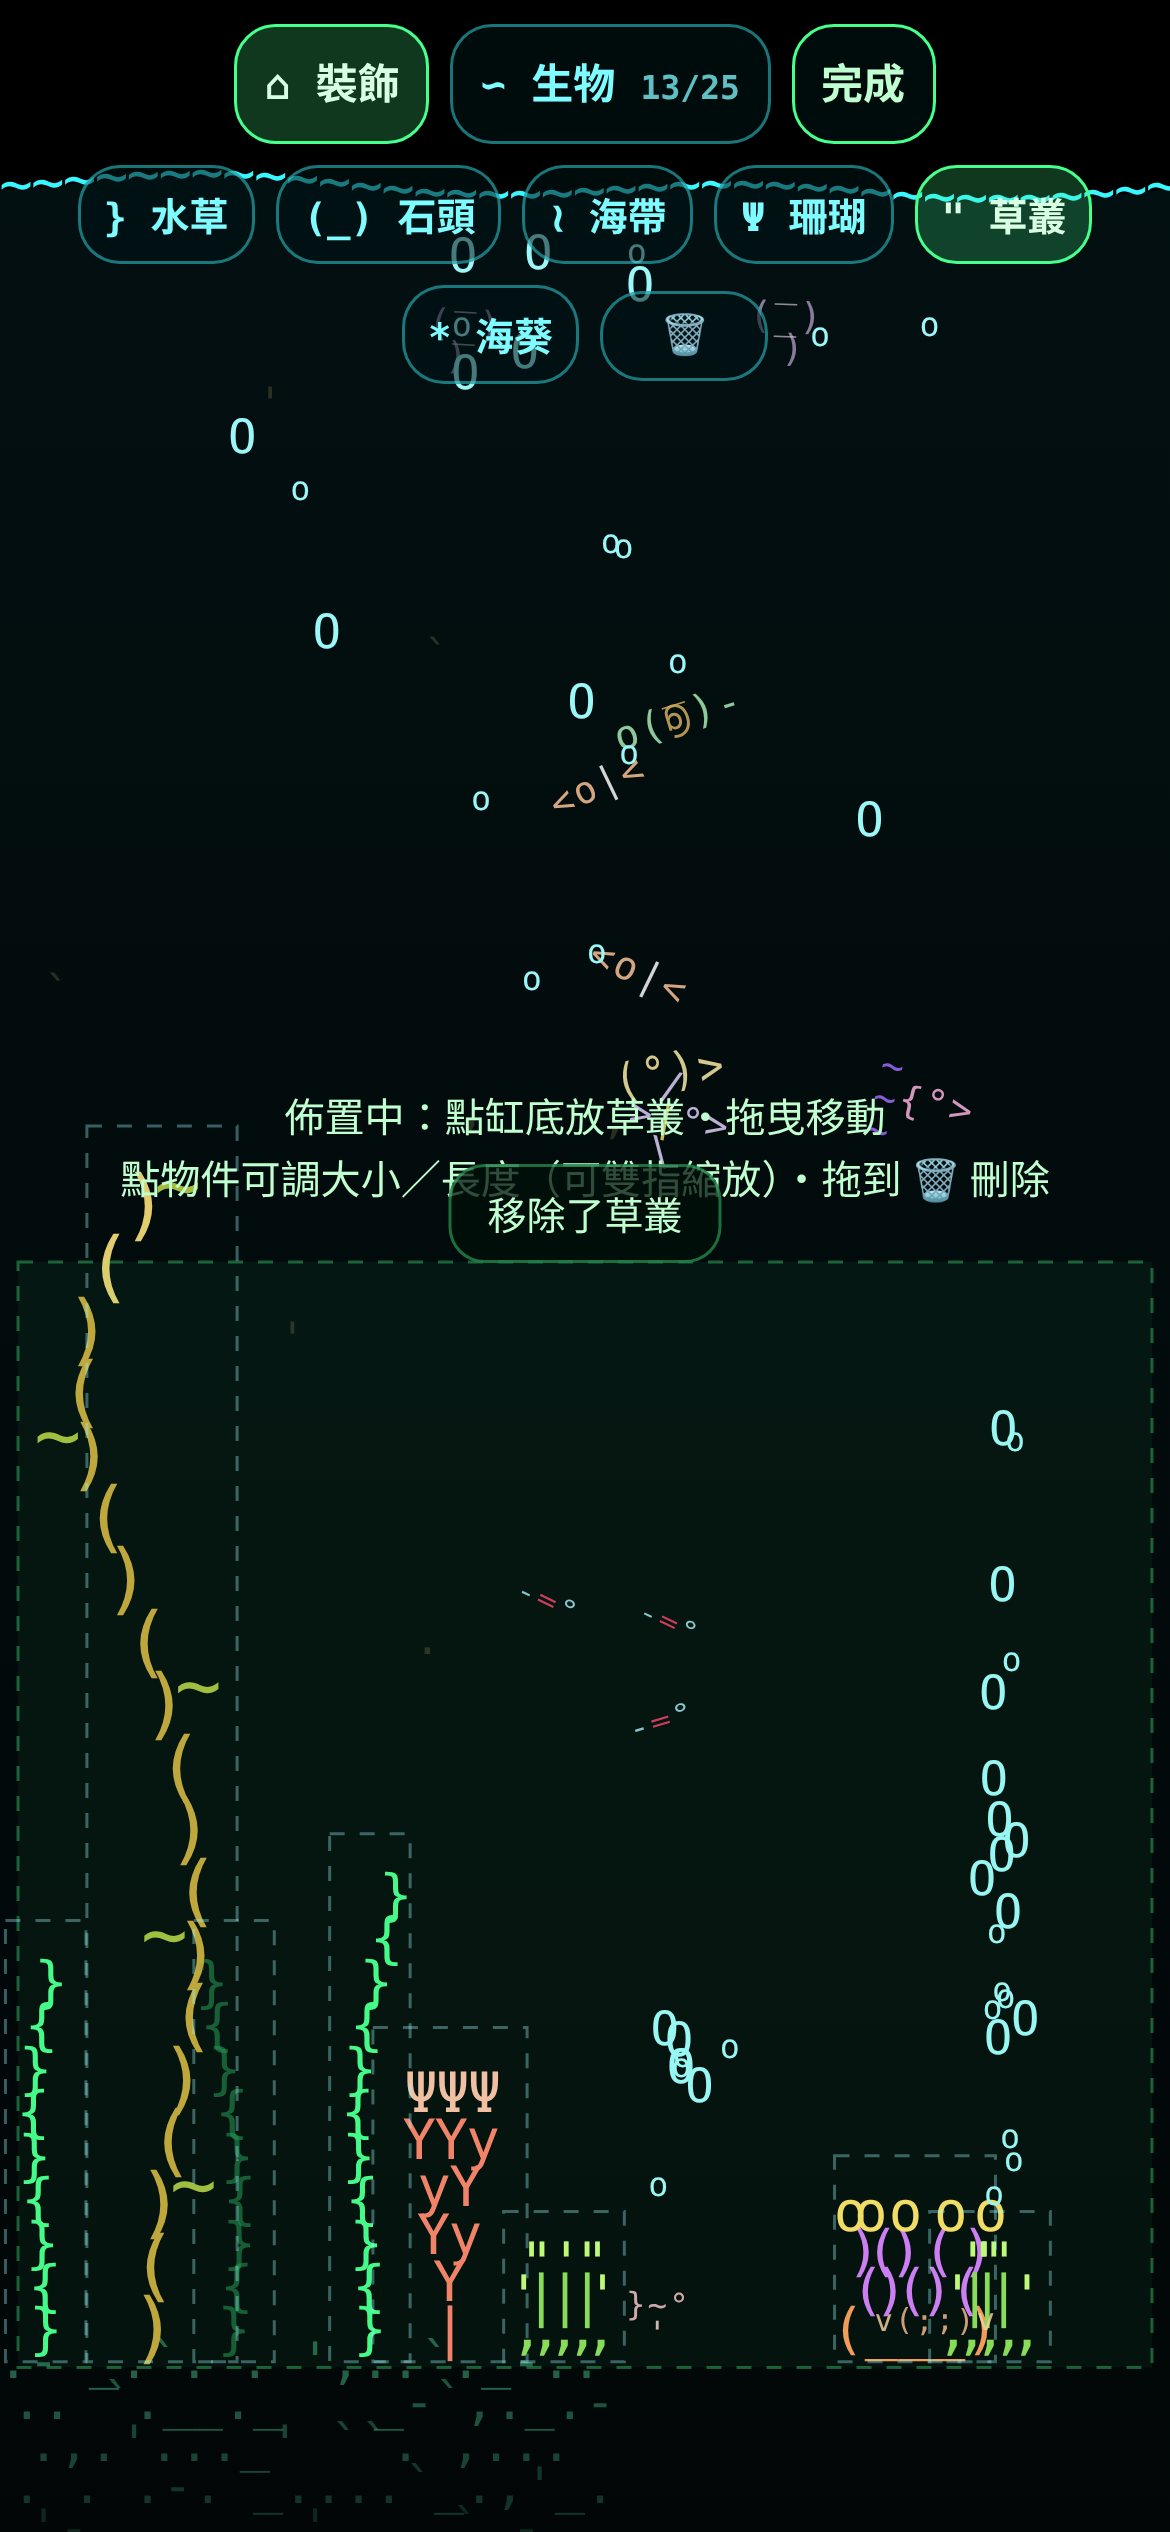 ⌂ 裝飾 ~ 生物 13/25 完成
} 水草 (_) 石頭 ≀ 海帶 Ψ 珊瑚 " 草叢
* 海葵 🗑️
佈置中：點缸底放草叢・拖曳移動
點物件可調大小／長度（可雙指縮放）・拖到 🗑️ 刪除
移除了草叢